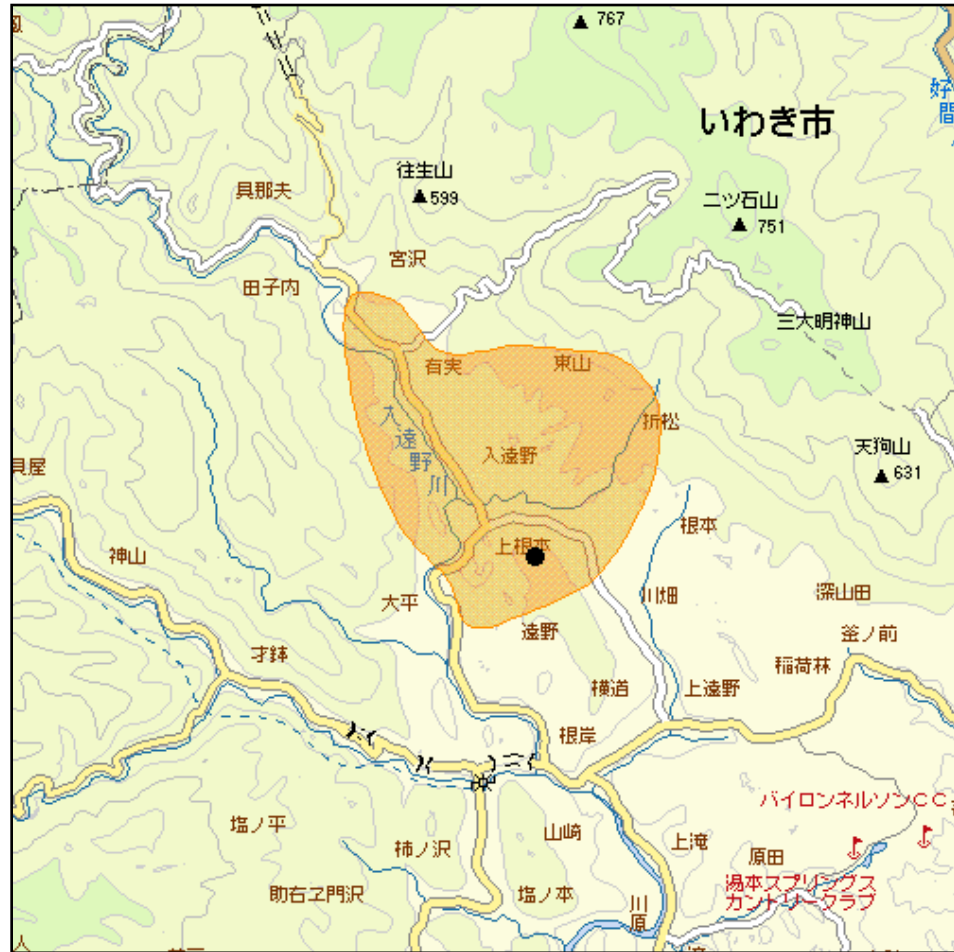 767
いわき市
好
間
往生山
599
具那夫
二ツ石山
751
宮沢
田子内
三大明神山
有実
東山
折松
入遠野川
入遠野
天狗山
631
貝屋
根本
上根本
神山
川畑
大平
深山田
遠野
釜ノ前
才鉢
稲荷林
横道
上遠野
根岸
バイロンネルソンCC
塩ノ平
山崎
上滝
柿ノ沢
原田
湯本スプリングス
カントリークラブ
助右ヱ門沢
塩ノ本
川原
人